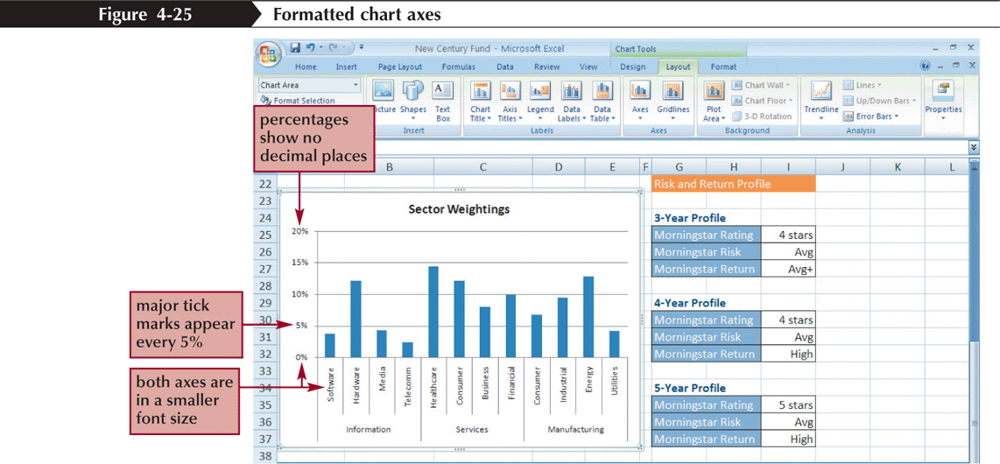 Figure 4-25
Formatted chart axes
New Century Fund - Microsoft Excel
Chart Tools
Home Insert Page Layout Formulas Data Review View Design Layout Format
Chart Area
Format Selection
Picture Shapes Text Box
Insert
Chart Title Axis Titles Legend Data Labels Data Table
Labels
Axes Gridlines
Axes
Plot Area
Chart Wall
Chart Floor
3-D Rotation
Background
Trendline
Lines
Up/Down Bars
Error Bars
Analysis
Properties
percentages
show no
decimal places
major tick
marks appear
every 5%
both axes are
in a smaller
font size
B C D E F G H I J K L
22
23
24
25
26
27
28
29
30
31
32
33
34
35
36
37
38
Sector Weightings
20%
15%
10%
5%
0%
Software Hardware Media Telecomm Healthcare Consumer Business Financial Consumer Industrial Energy Utilities
Information Services Manufacturing
Risk and Return Profile
3-Year Profile
Morningstar Rating 4 stars
Morningstar Risk Avg
Morningstar Return Avg+
4-Year Profile
Morningstar Rating 4 stars
Morningstar Risk Avg
Morningstar Return High
5-Year Profile
Morningstar Rating 5 stars
Morningstar Risk Avg
Morningstar Return High